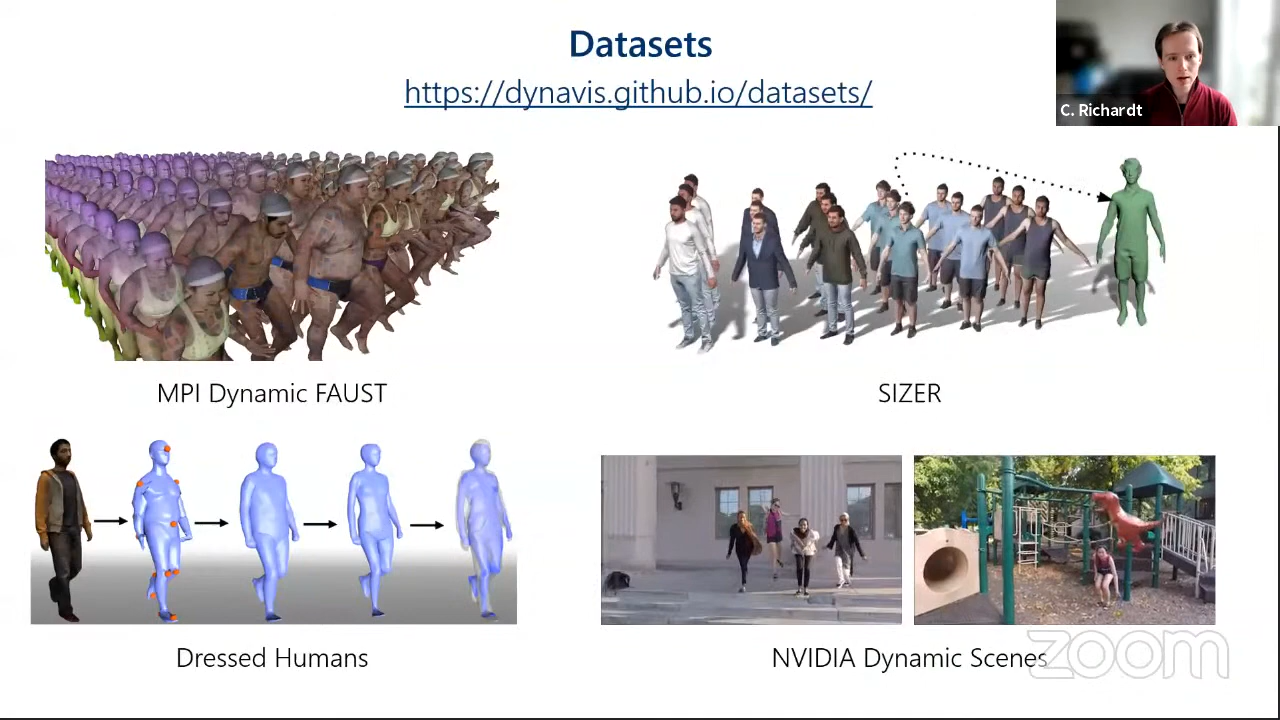 Datasets
https://dynavis.github.io/datasets/
C. Richardt
MPI Dynamic FAUST
SIZER
Dressed Humans
NVIDIA Dynamic Scenes
zoom